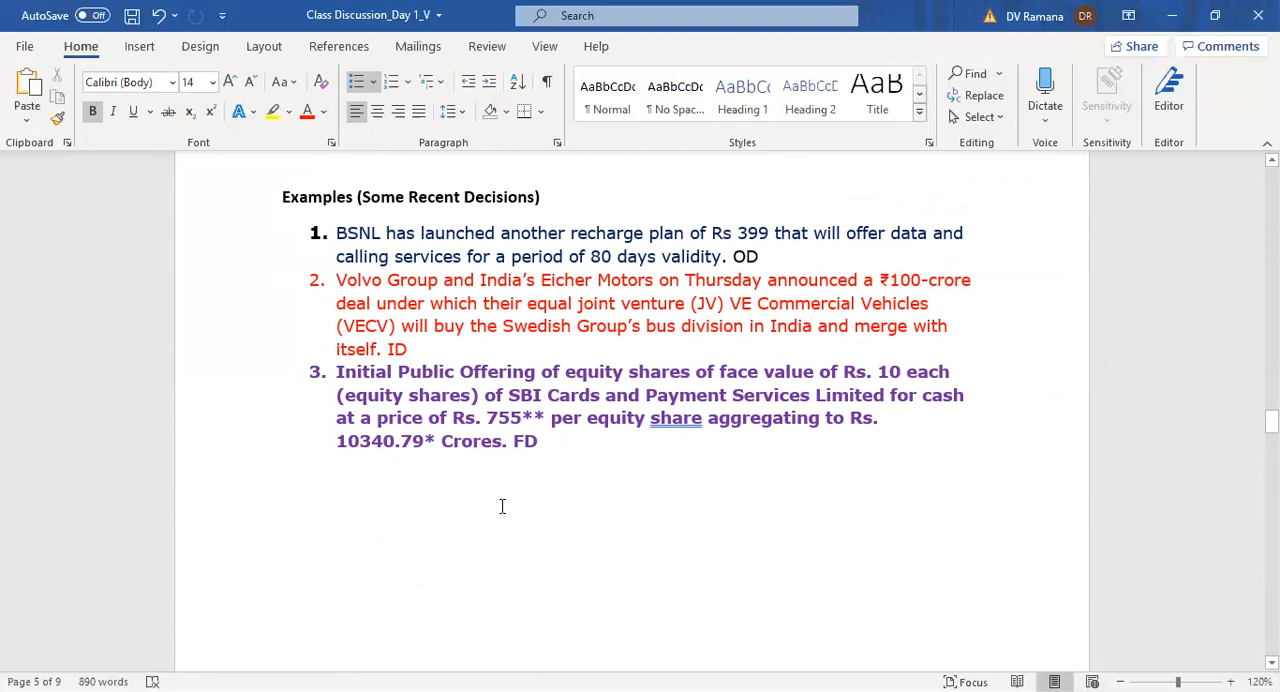 AutoSave Off Class Discussion_Day 1_V Search DV Ramana DR
File Home Insert Design Layout References Mailings Review View Help Share Comments
Calibri (Body) 14 A^ Aˇ Aa A
Paste B I U ab x₂ x² A A
AaBbCcDc AaBbCcDc AaBbCc AaBbCcD AaB
¶ Normal ¶ No Spac... Heading 1 Heading 2 Title
Find
Replace
Select
Dictate Sensitivity Editor
Clipboard Font Paragraph Styles Editing Voice Sensitivity Editor
Examples (Some Recent Decisions)
1. BSNL has launched another recharge plan of Rs 399 that will offer data and
calling services for a period of 80 days validity. OD
2. Volvo Group and India’s Eicher Motors on Thursday announced a ₹100-crore
deal under which their equal joint venture (JV) VE Commercial Vehicles
(VECV) will buy the Swedish Group’s bus division in India and merge with
itself. ID
3. Initial Public Offering of equity shares of face value of Rs. 10 each
(equity shares) of SBI Cards and Payment Services Limited for cash
at a price of Rs. 755** per equity share aggregating to Rs.
10340.79* Crores. FD
Page 5 of 9 890 words Focus 120%